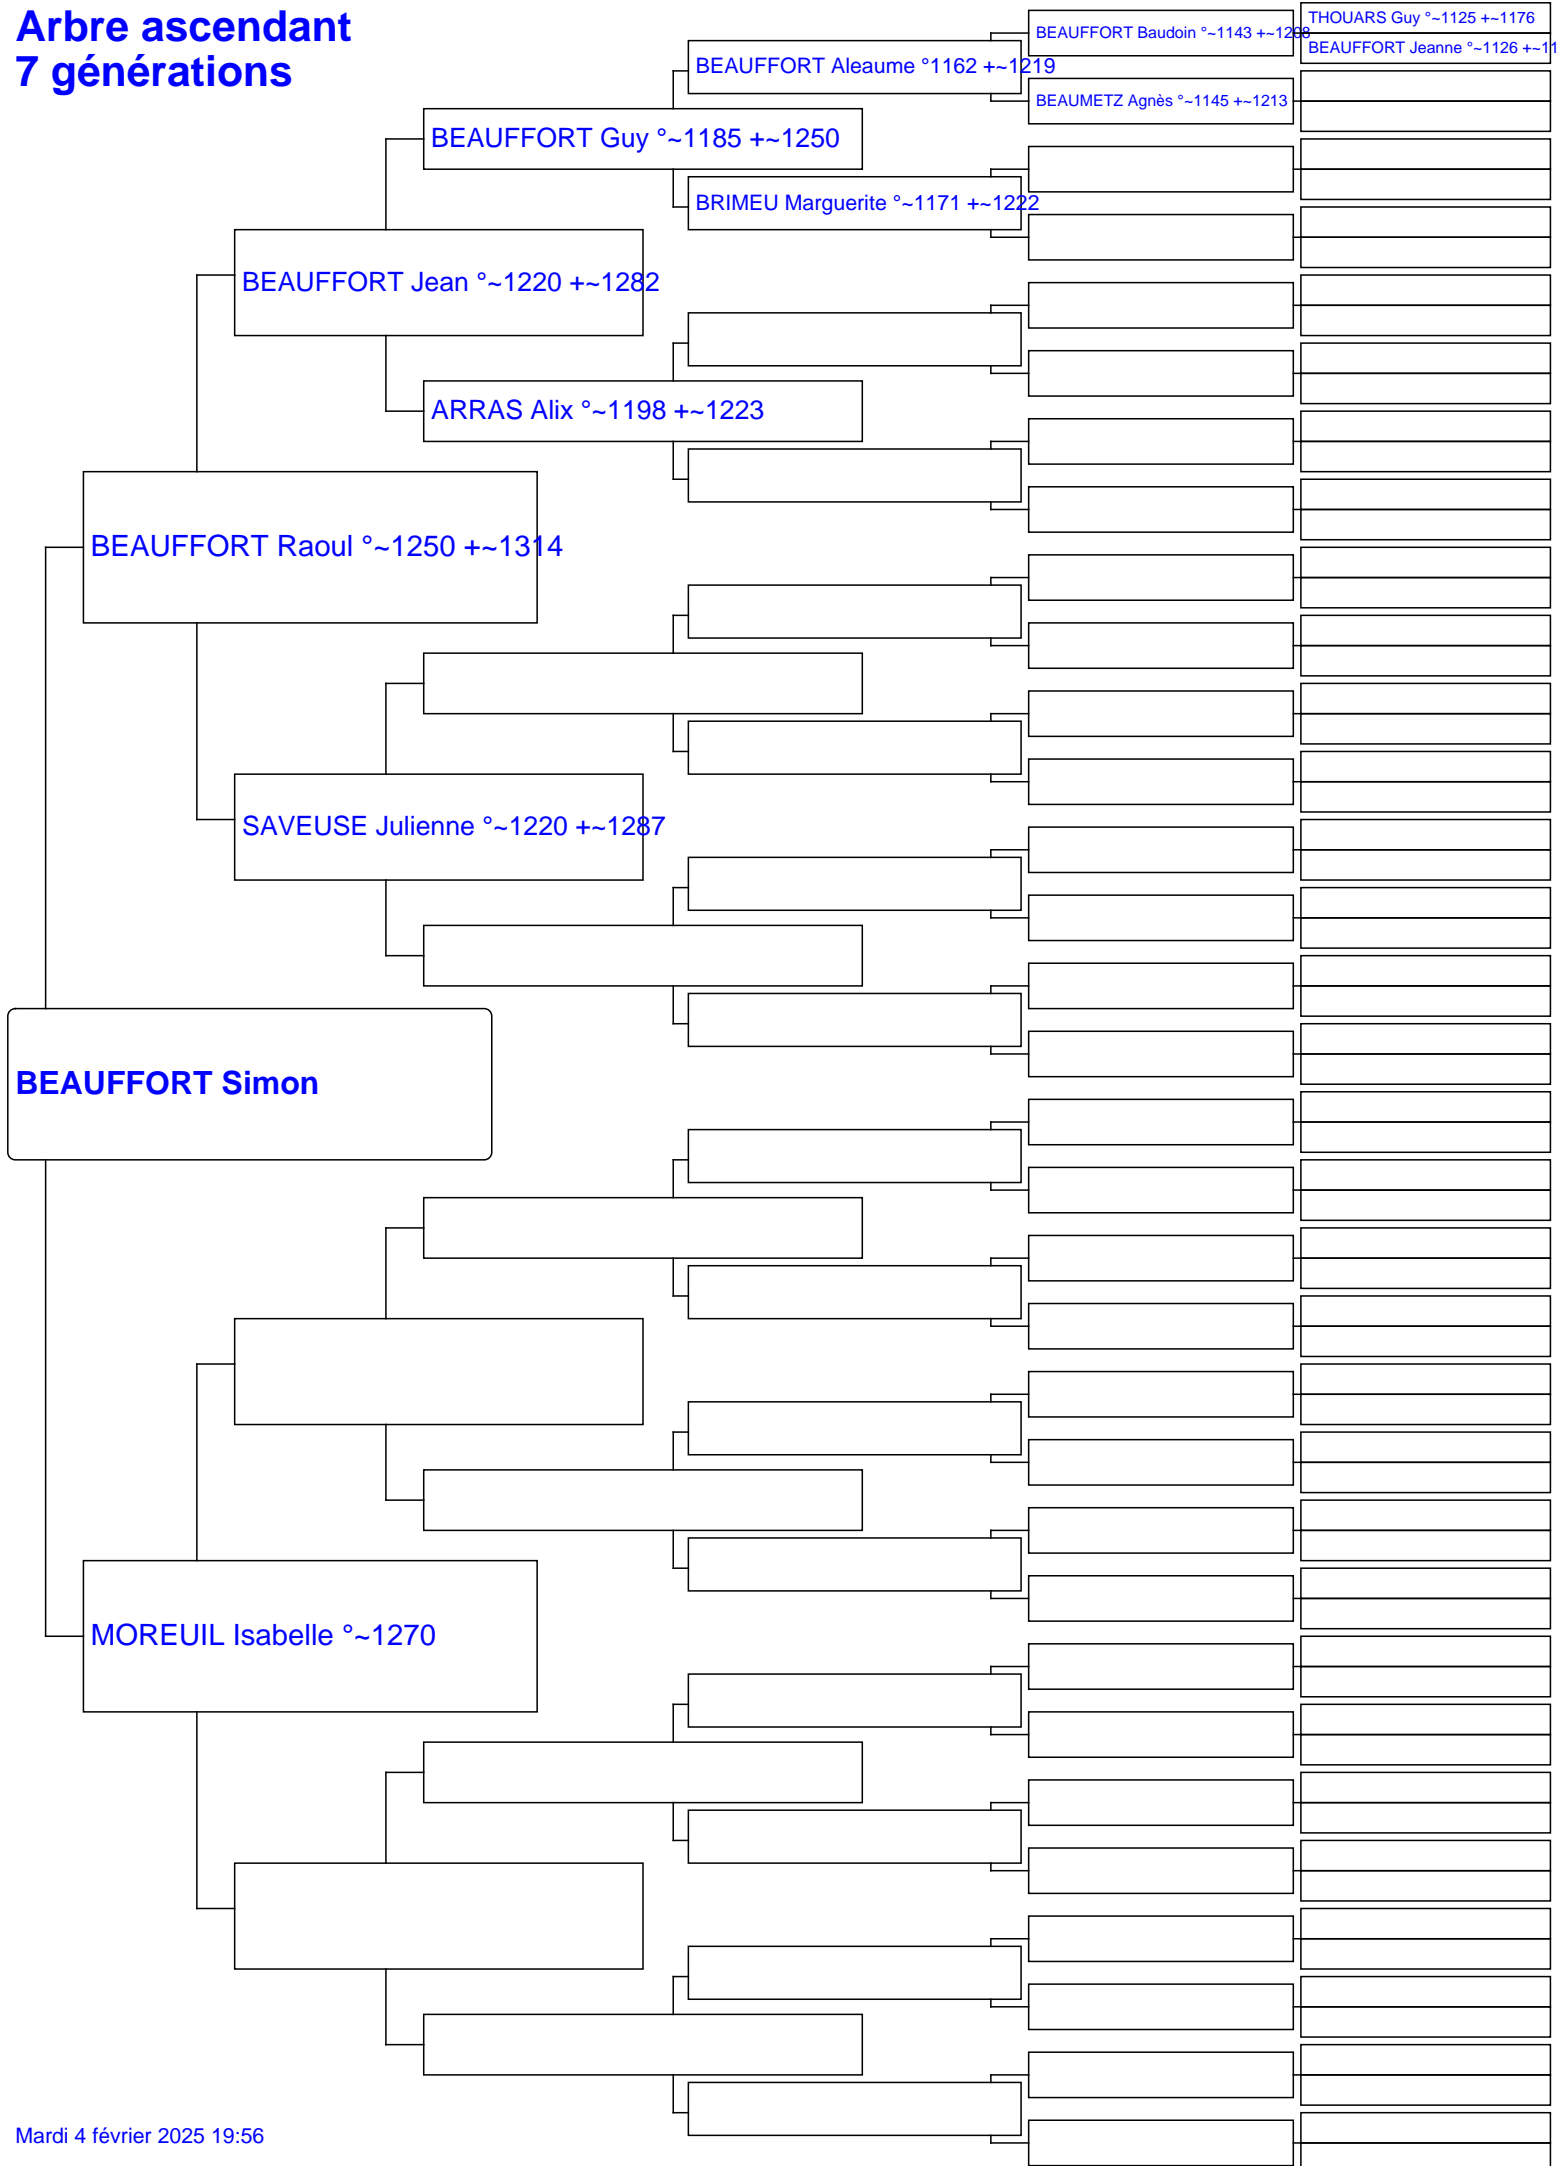 Arbre ascendant
7 générations
THOUARS Guy °~1125 +~1176
BEAUFFORT Baudoin °~1143 +~1208
BEAUFFORT Jeanne °~1126 +~11
BEAUFFORT Aleaume °1162 +~1219
BEAUMETZ Agnès °~1145 +~1213
BEAUFFORT Guy °~1185 +~1250
BRIMEU Marguerite °~1171 +~1222
BEAUFFORT Jean °~1220 +~1282
ARRAS Alix °~1198 +~1223
BEAUFFORT Raoul °~1250 +~1314
SAVEUSE Julienne °~1220 +~1287
BEAUFFORT Simon
MOREUIL Isabelle °~1270
Mardi 4 février 2025 19:56